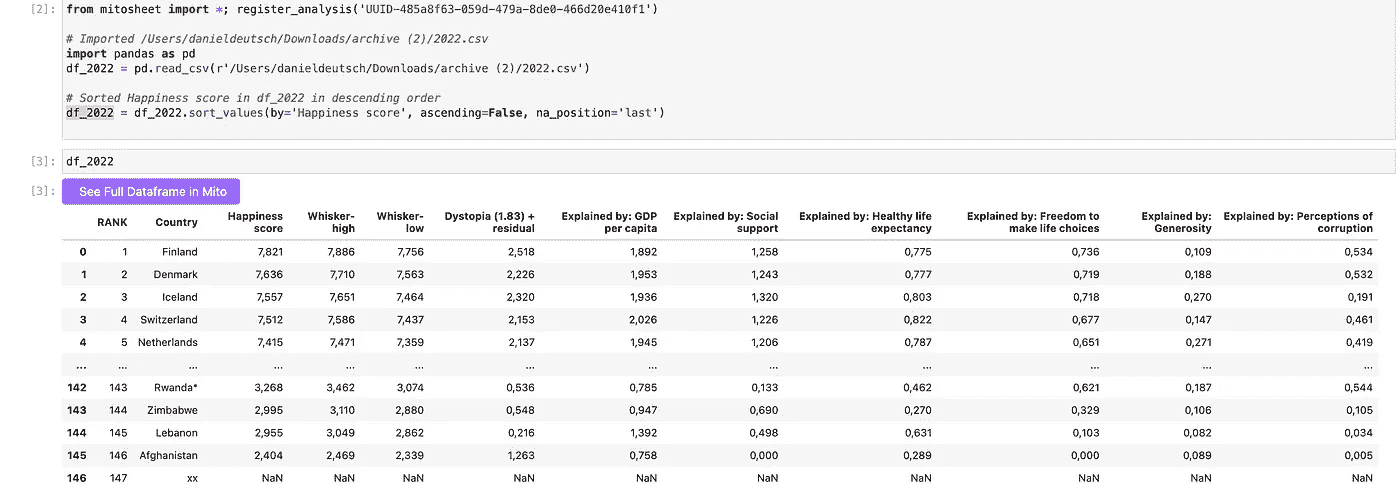 [2]: from mitosheet import *; register_analysis('UUID-485a8f63-059d-479a-8de0-466d20e410f1')
# Imported /Users/danieldeutsch/Downloads/archive (2)/2022.csv
import pandas as pd
df_2022 = pd.read_csv(r'/Users/danieldeutsch/Downloads/archive (2)/2022.csv')
# Sorted Happiness score in df_2022 in descending order
df_2022 = df_2022.sort_values(by='Happiness score', ascending=False, na_position='last')
[3]: df_2022
[3]: See Full Dataframe in Mito
RANK Country Happiness score Whisker-high Whisker-low Dystopia (1.83) + residual Explained by: GDP per capita Explained by: Social support Explained by: Healthy life expectancy Explained by: Freedom to make life choices Explained by: Generosity Explained by: Perceptions of corruption
0 1 Finland 7,821 7,886 7,756 2,518 1,892 1,258 0,775 0,736 0,109 0,534
1 2 Denmark 7,636 7,710 7,563 2,226 1,953 1,243 0,777 0,719 0,188 0,532
2 3 Iceland 7,557 7,651 7,464 2,320 1,936 1,320 0,803 0,718 0,270 0,191
3 4 Switzerland 7,512 7,586 7,437 2,153 2,026 1,226 0,822 0,677 0,147 0,461
4 5 Netherlands 7,415 7,471 7,359 2,137 1,945 1,206 0,787 0,651 0,271 0,419
... ... ... ... ... ... ... ... ... ... ... ... ...
142 143 Rwanda* 3,268 3,462 3,074 0,536 0,785 0,133 0,462 0,621 0,187 0,544
143 144 Zimbabwe 2,995 3,110 2,880 0,548 0,947 0,690 0,270 0,329 0,106 0,105
144 145 Lebanon 2,955 3,049 2,862 0,216 1,392 0,498 0,631 0,103 0,082 0,034
145 146 Afghanistan 2,404 2,469 2,339 1,263 0,758 0,000 0,289 0,000 0,089 0,005
146 147 xx NaN NaN NaN NaN NaN NaN NaN NaN NaN NaN